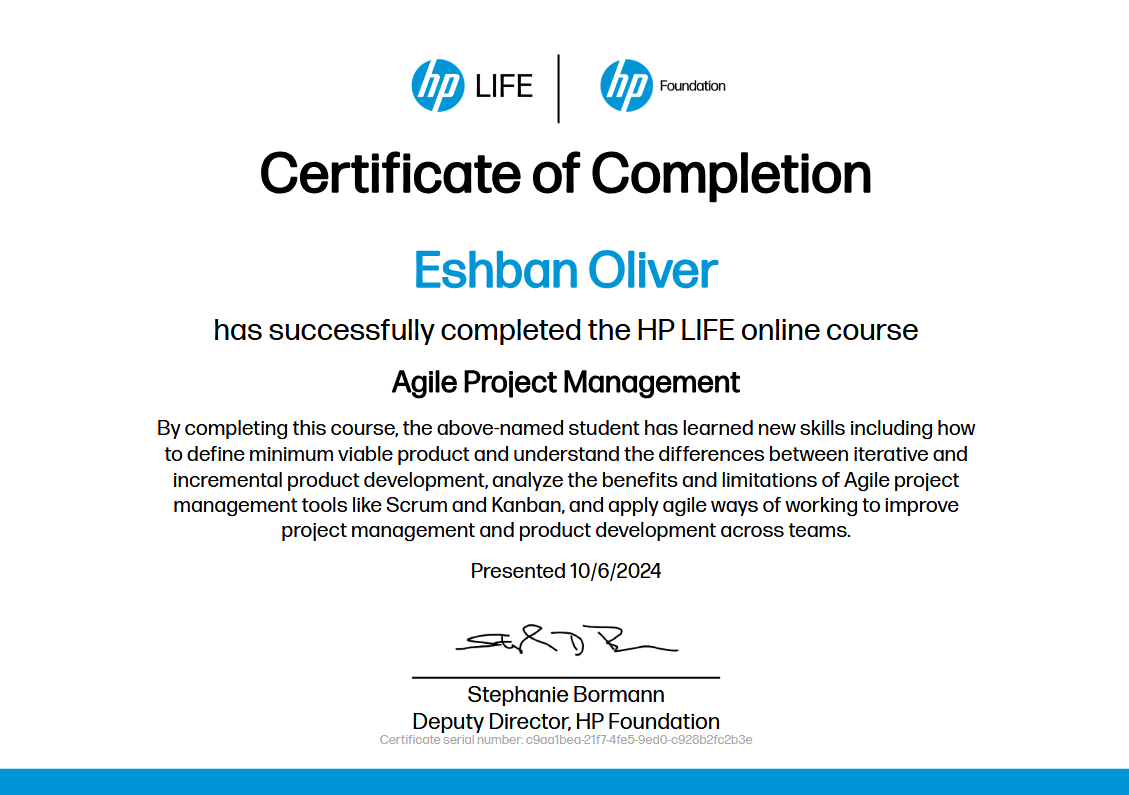 hp LIFE hp Foundation
Certificate of Completion
Eshban Oliver
has successfully completed the HP LIFE online course
Agile Project Management
By completing this course, the above-named student has learned new skills including how
to define minimum viable product and understand the differences between iterative and
incremental product development, analyze the benefits and limitations of Agile project
management tools like Scrum and Kanban, and apply agile ways of working to improve
project management and product development across teams.
Presented 10/6/2024
Stephanie Bormann
Deputy Director, HP Foundation
Certificate serial number: c9aa1bea-21f7-4fe5-9ed0-c928b2fc2b3e